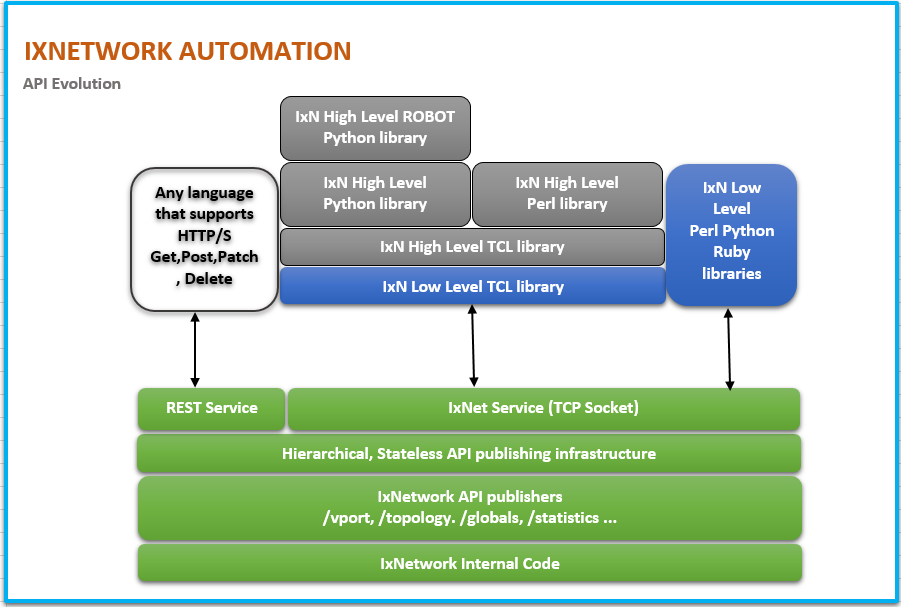 IXNETWORK AUTOMATION
API Evolution
IxN High Level ROBOT
Python library
IxN High Level
Python library
IxN High Level
Perl library
IxN High Level TCL library
IxN Low Level TCL library
Any language
that supports
HTTP/S
Get,Post,Patch
, Delete
IxN Low
Level
Perl Python
Ruby
libraries
REST Service
IxNet Service (TCP Socket)
Hierarchical, Stateless API publishing infrastructure
IxNetwork API publishers
/vport, /topology. /globals, /statistics ...
IxNetwork Internal Code